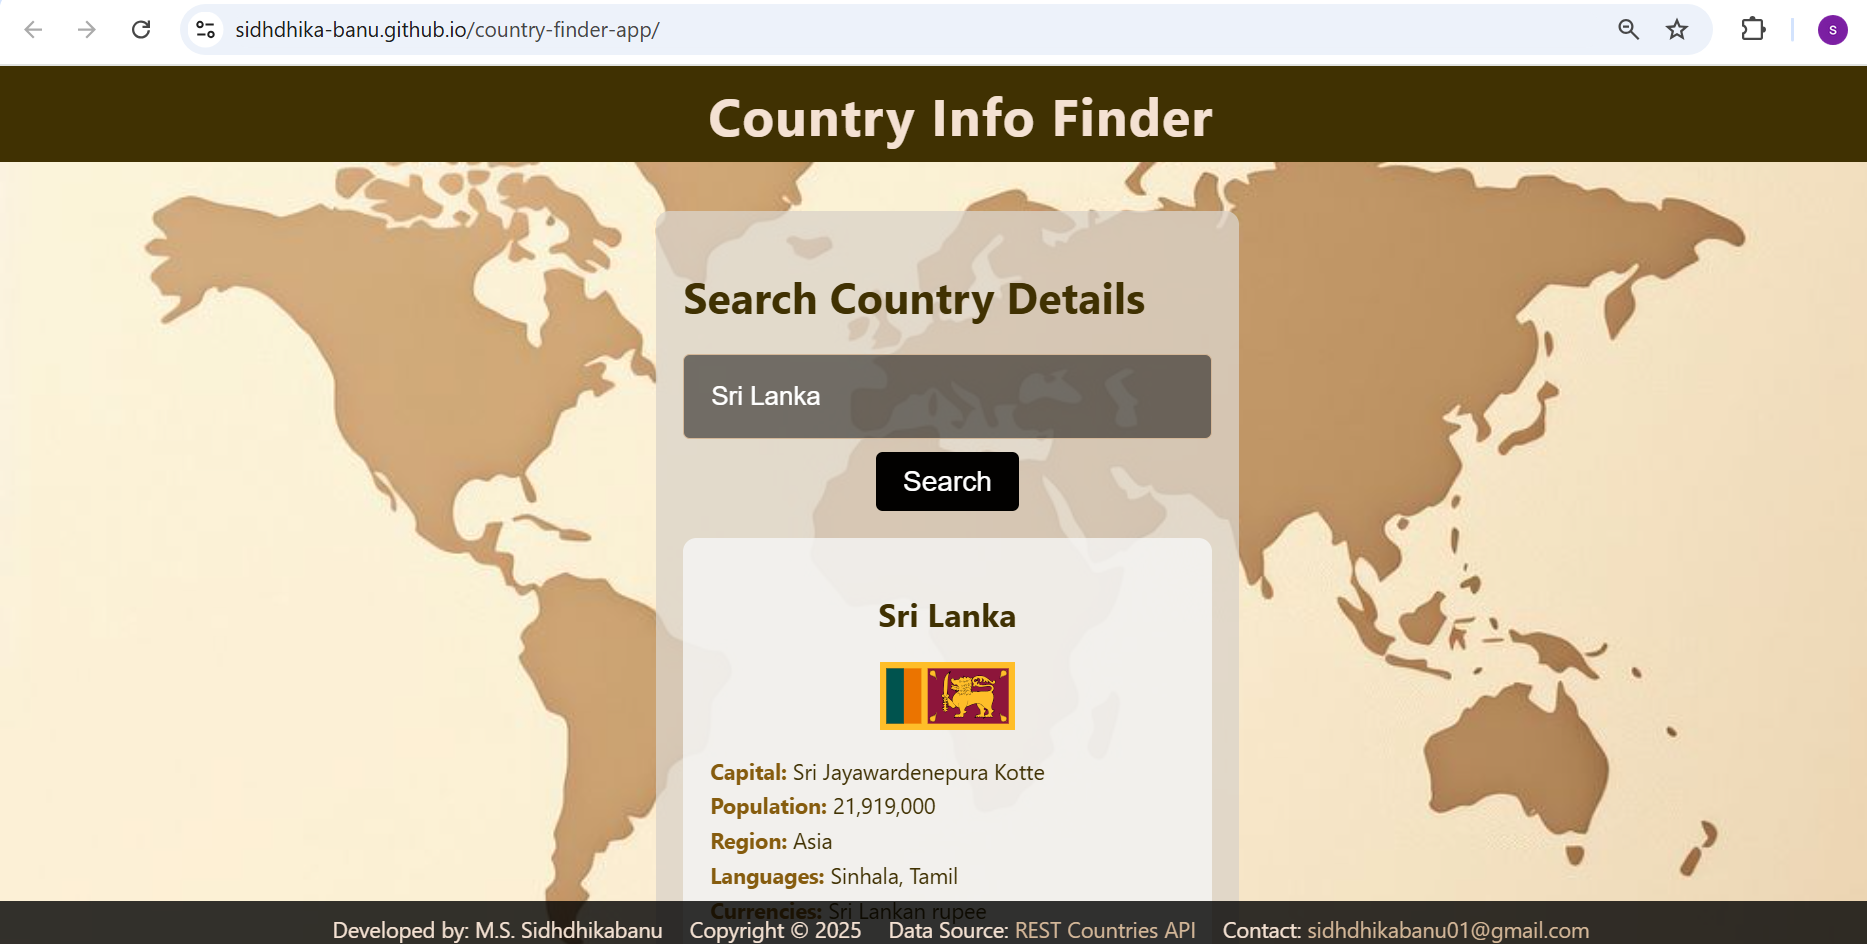 sidhdhika-banu.github.io/country-finder-app/
S
Country Info Finder
Search Country Details
Sri Lanka
Search
Sri Lanka
Capital: Sri Jayawardenepura Kotte
Population: 21,919,000
Region: Asia
Languages: Sinhala, Tamil
Currencies: Sri Lankan rupee
Developed by: M.S. Sidhdhikabanu Copyright © 2025 Data Source: REST Countries API Contact: sidhdhikabanu01@gmail.com